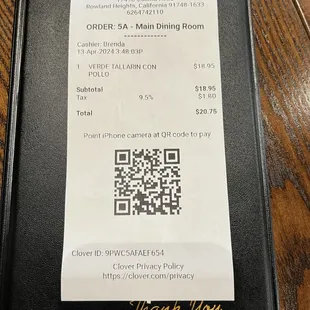 Rowland Heights, California 91748-1633
6264742110
ORDER: 5A - Main Dining Room
Cashier: Brenda
13-Apr-2024 3:48:03P
1 VERDE TALLARIN CON $18.95
POLLO
Subtotal $18.95
Tax 9.5% $1.80
Total $20.75
Point iPhone camera at QR code to pay
Clover ID: 9PWC5AFAEF654
Clover Privacy Policy
https://clover.com/privacy
Thank You